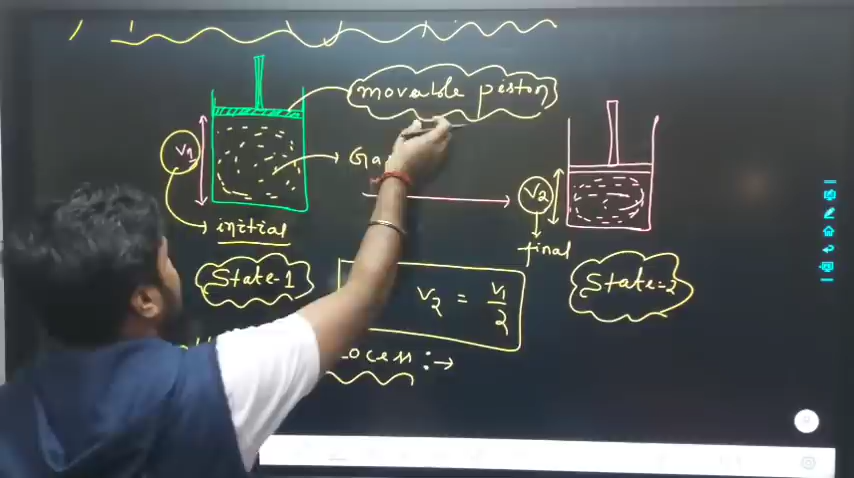 movable piston
V1
Ga
V2
initial
final
State-1
State-2
V2 = V1/2
ocess :→